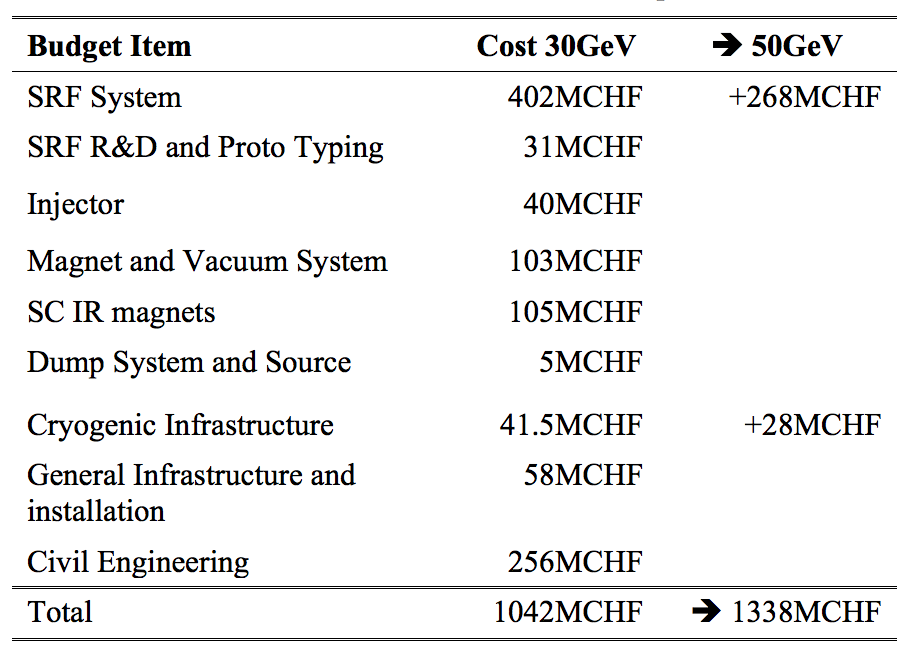 Budget Item Cost 30GeV ➔ 50GeV
SRF System 402MCHF +268MCHF
SRF R&D and Proto Typing 31MCHF
Injector 40MCHF
Magnet and Vacuum System 103MCHF
SC IR magnets 105MCHF
Dump System and Source 5MCHF
Cryogenic Infrastructure 41.5MCHF +28MCHF
General Infrastructure and 58MCHF
installation
Civil Engineering 256MCHF
Total 1042MCHF ➔ 1338MCHF